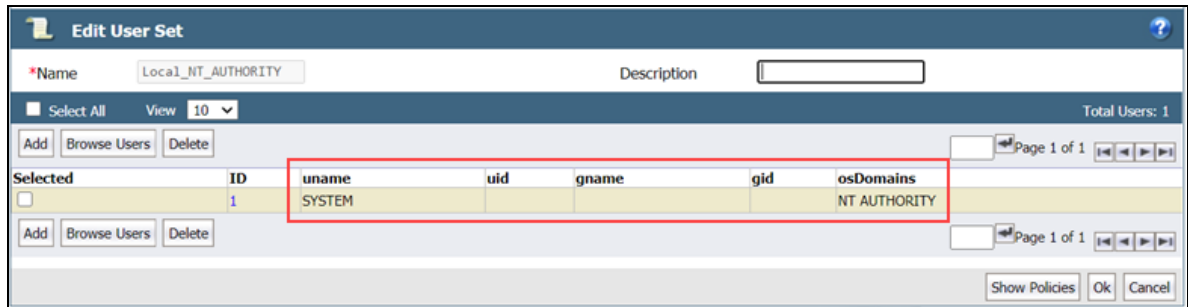 Edit User Set ?
*Name Local_NT_AUTHORITY Description
Select All View 10 Total Users: 1
Add Browse Users Delete Page 1 of 1
Selected ID uname uid gname gid osDomains
1 SYSTEM NT AUTHORITY
Add Browse Users Delete Page 1 of 1
Show Policies Ok Cancel